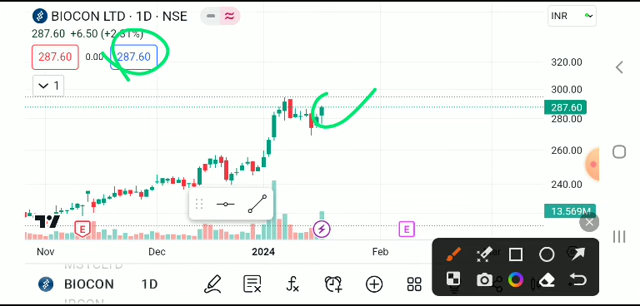 BIOCON LTD · 1D · NSE
INR
287.60 +6.50 (+2.31%)
287.60 0.00 287.60
1
320.00
300.00
287.60
280.00
260.00
240.00
13.569M
E
E
Nov Dec 2024 Feb
BIOCON 1D